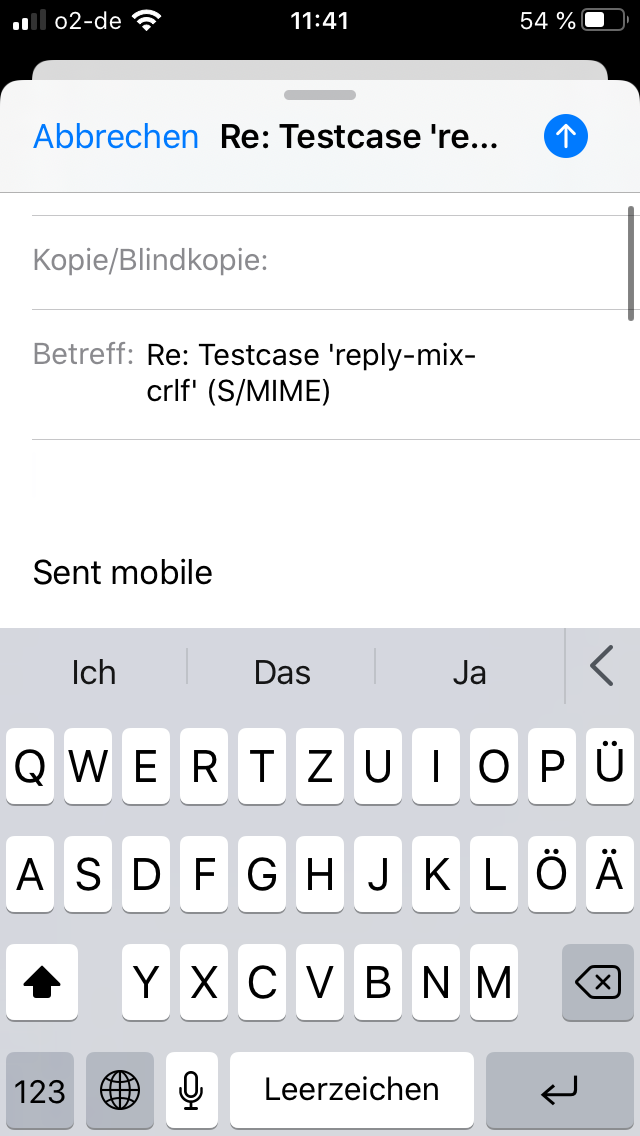 o2-de 11:41 54 %
Abbrechen Re: Testcase 're...
Kopie/Blindkopie:
Betreff: Re: Testcase 'reply-mix-
crlf' (S/MIME)
Sent mobile
Ich Das Ja
Q W E R T Z U I O P Ü
A S D F G H J K L Ö Ä
Y X C V B N M
123 Leerzeichen